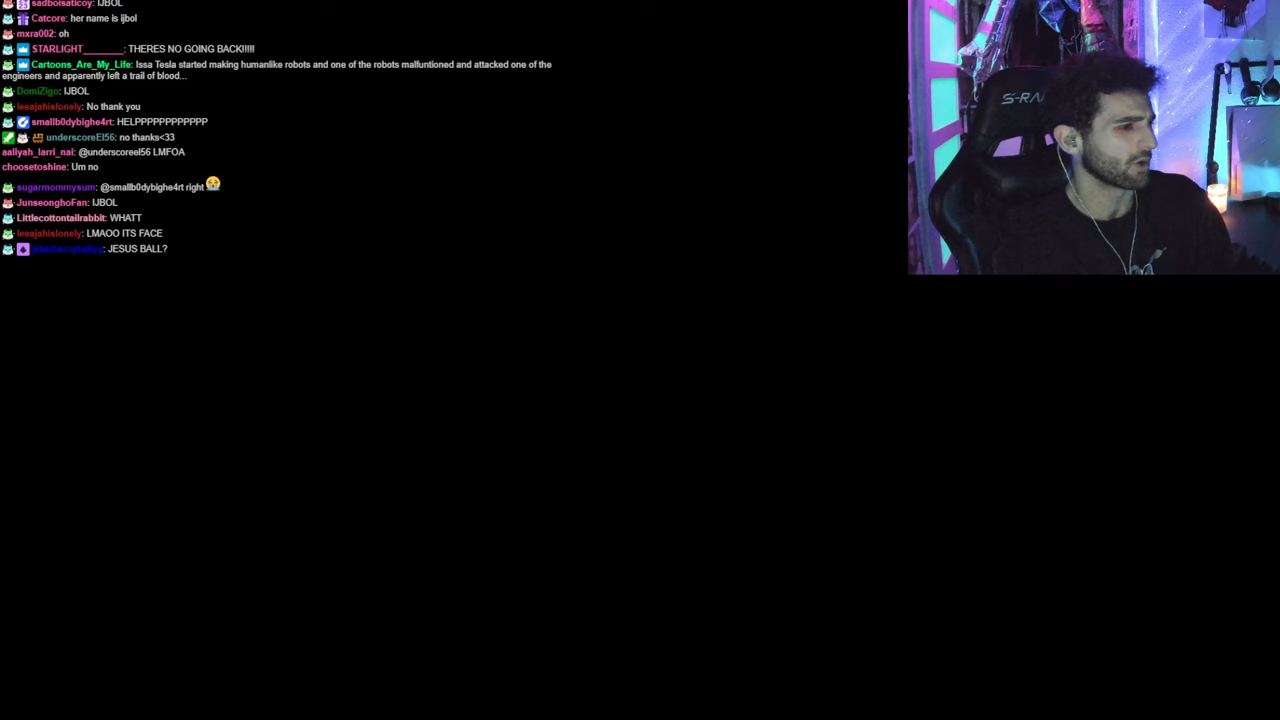 sadboisaticoy: IJBOL
Catcore: her name is ijbol
mxra002: oh
STARLIGHT________: THERES NO GOING BACK!!!!!
Cartoons_Are_My_Life: Issa Tesla started making humanlike robots and one of the robots malfuntioned and attacked one of the
engineers and apparently left a trail of blood...
DomiZigo: IJBOL
leeajahislonely: No thank you
smallb0dybighe4rt: HELPPPPPPPPPPP
underscoreEl56: no thanks<33
aaliyah_larri_nai: @underscoreel56 LMFOA
choosetoshine: Um no
sugarmommysum: @smallb0dybighe4rt right 😭
JunseonghoFan: IJBOL
Littlecottontailrabbit: WHATT
leeajahislonely: LMAOO ITS FACE
: JESUS BALL?
S-RA